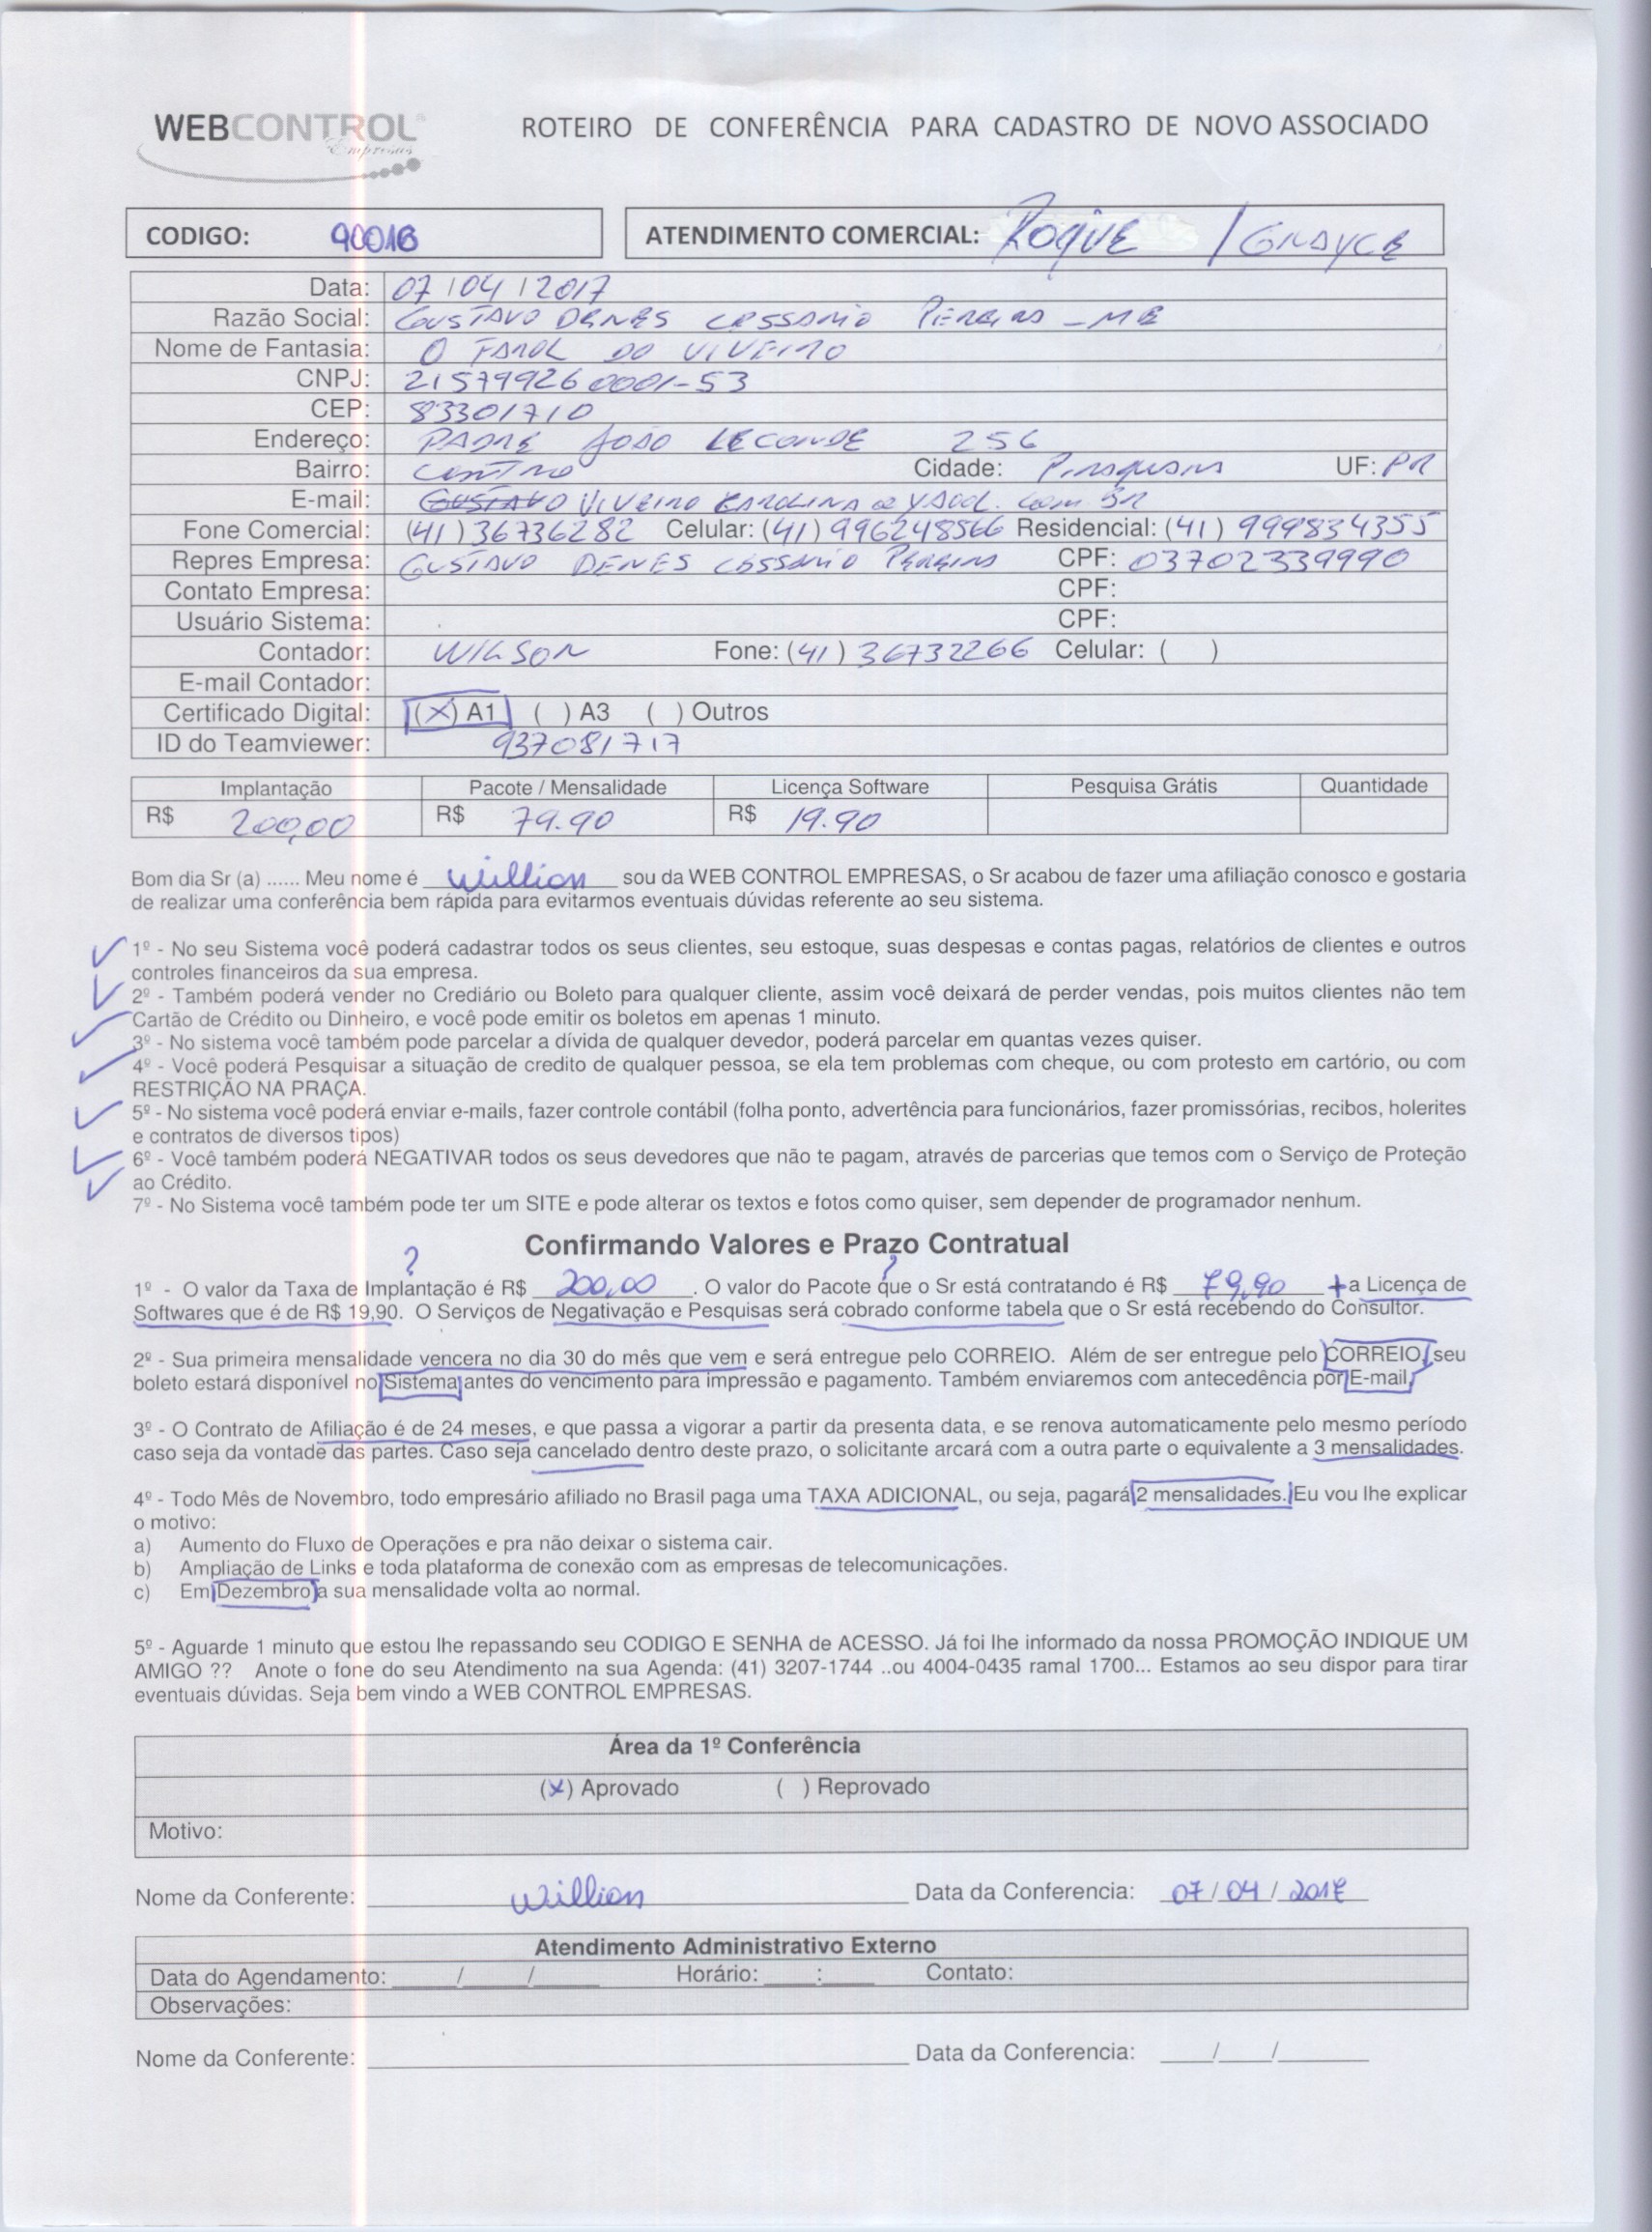 WEBCONTROL
Empresas
ROTEIRO DE CONFERÊNCIA PARA CADASTRO DE NOVO ASSOCIADO
CODIGO: 90016
ATENDIMENTO COMERCIAL: ROQUE / GRAYCE
Data: 07 / 04 / 2017
Razão Social: GUSTAVO DENES CESSARIO PEREIRA - ME
Nome de Fantasia: O FAROL DO VIVEIRO
CNPJ: 215799260001-53
CEP: 83301710
Endereço: PADRE JOÃO LECONDE 256
Bairro: CENTRO Cidade: Piraquara UF: PR
E-mail: VIVEIRO KAROLINA @ YAOOL. COM BR
Fone Comercial: (41) 36736282 Celular: (41) 996248566 Residencial: (41) 999834355
Repres Empresa: GUSTAVO DENES CESSARIO PEREIRA CPF: 03702339990
Contato Empresa: CPF:
Usuário Sistema: CPF:
Contador: WILSON Fone: (41) 36732266 Celular: ( )
E-mail Contador:
Certificado Digital: (X) A1 ( ) A3 ( ) Outros
ID do Teamviewer: 937081717
Implantação Pacote / Mensalidade Licença Software Pesquisa Grátis Quantidade
R$ 200,00 R$ 79.90 R$ 19.90
Bom dia Sr (a) ...... Meu nome é Willion sou da WEB CONTROL EMPRESAS, o Sr acabou de fazer uma afiliação conosco e gostaria
de realizar uma conferência bem rápida para evitarmos eventuais dúvidas referente ao seu sistema.
1º - No seu Sistema você poderá cadastrar todos os seus clientes, seu estoque, suas despesas e contas pagas, relatórios de clientes e outros
controles financeiros da sua empresa.
2º - Também poderá vender no Crediário ou Boleto para qualquer cliente, assim você deixará de perder vendas, pois muitos clientes não tem
Cartão de Crédito ou Dinheiro, e você pode emitir os boletos em apenas 1 minuto.
3º - No sistema você também pode parcelar a dívida de qualquer devedor, poderá parcelar em quantas vezes quiser.
4º - Você poderá Pesquisar a situação de credito de qualquer pessoa, se ela tem problemas com cheque, ou com protesto em cartório, ou com
RESTRIÇÃO NA PRAÇA.
5º - No sistema você poderá enviar e-mails, fazer controle contábil (folha ponto, advertência para funcionários, fazer promissórias, recibos, holerites
e contratos de diversos tipos)
6º - Você também poderá NEGATIVAR todos os seus devedores que não te pagam, através de parcerias que temos com o Serviço de Proteção
ao Crédito.
7º - No Sistema você também pode ter um SITE e pode alterar os textos e fotos como quiser, sem depender de programador nenhum.
Confirmando Valores e Prazo Contratual
? ?
1º - O valor da Taxa de Implantação é R$ 200,00 . O valor do Pacote que o Sr está contratando é R$ 79,90 + a Licença de
Softwares que é de R$ 19,90. O Serviços de Negativação e Pesquisas será cobrado conforme tabela que o Sr está recebendo do Consultor.
2º - Sua primeira mensalidade vencera no dia 30 do mês que vem e será entregue pelo CORREIO. Além de ser entregue pelo CORREIO, seu
boleto estará disponível no Sistema antes do vencimento para impressão e pagamento. Também enviaremos com antecedência por E-mail,
3º - O Contrato de Afiliação é de 24 meses, e que passa a vigorar a partir da presenta data, e se renova automaticamente pelo mesmo período
caso seja da vontade das partes. Caso seja cancelado dentro deste prazo, o solicitante arcará com a outra parte o equivalente a 3 mensalidades.
4º - Todo Mês de Novembro, todo empresário afiliado no Brasil paga uma TAXA ADICIONAL, ou seja, pagará 2 mensalidades. Eu vou lhe explicar
o motivo:
a) Aumento do Fluxo de Operações e pra não deixar o sistema cair.
b) Ampliação de Links e toda plataforma de conexão com as empresas de telecomunicações.
c) Em Dezembro a sua mensalidade volta ao normal.
5º - Aguarde 1 minuto que estou lhe repassando seu CODIGO E SENHA de ACESSO. Já foi lhe informado da nossa PROMOÇÃO INDIQUE UM
AMIGO ?? Anote o fone do seu Atendimento na sua Agenda: (41) 3207-1744 ..ou 4004-0435 ramal 1700... Estamos ao seu dispor para tirar
eventuais dúvidas. Seja bem vindo a WEB CONTROL EMPRESAS.
Área da 1º Conferência
(X) Aprovado ( ) Reprovado
Motivo:
Nome da Conferente: Willion Data da Conferencia: 07 / 04 / 2017
Atendimento Administrativo Externo
Data do Agendamento: / / Horário: : Contato:
Observações:
Nome da Conferente: Data da Conferencia: / /